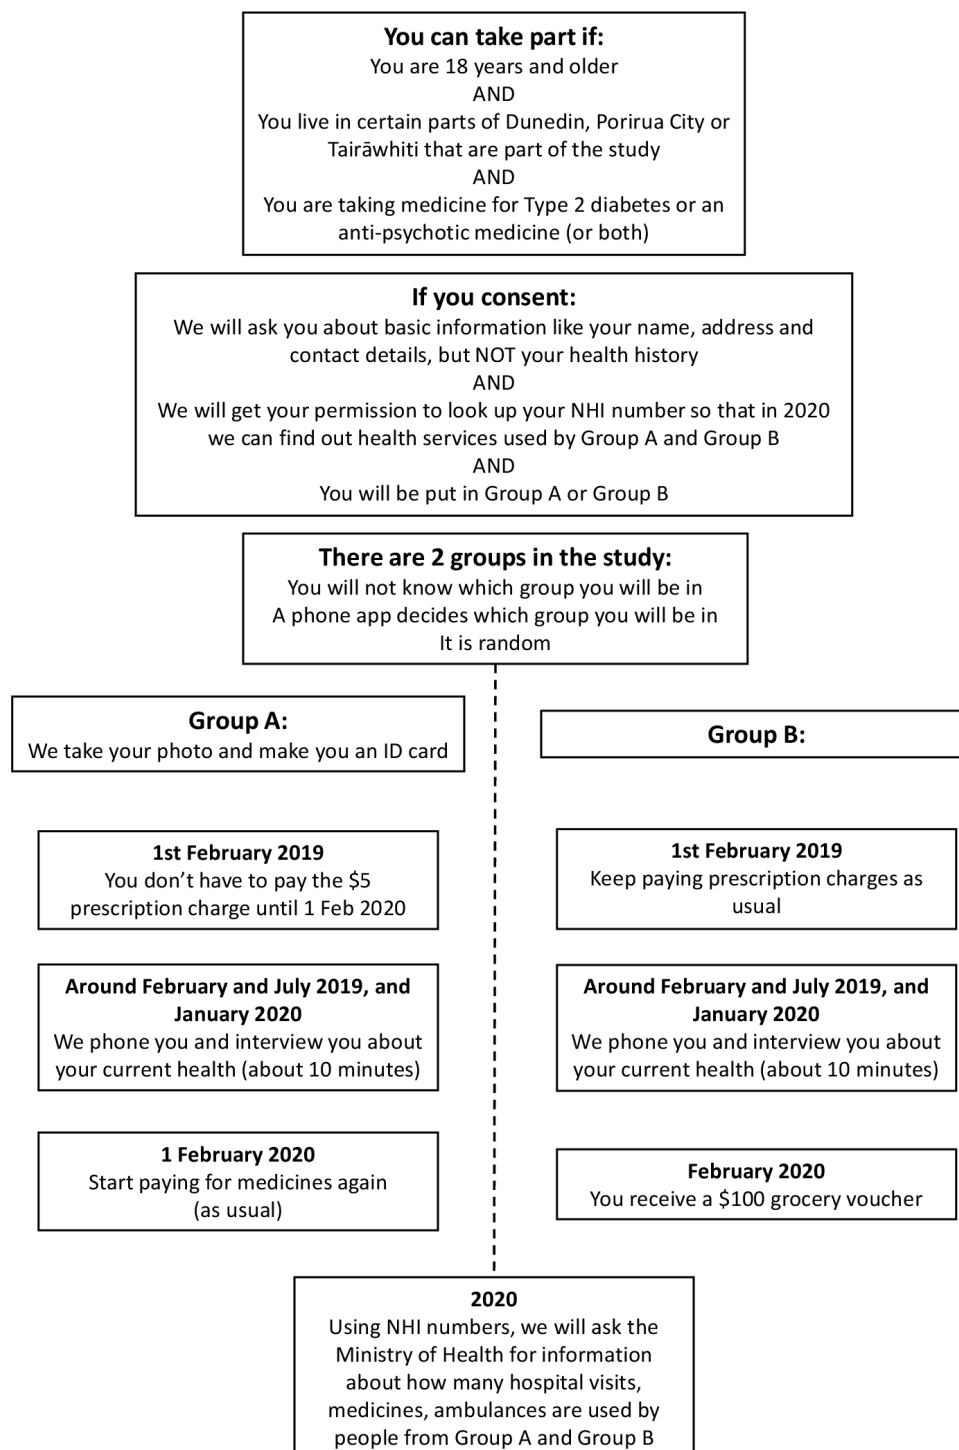 You can take part if:
You are 18 years and older
AND
You live in certain parts of Dunedin, Porirua City or
Tairāwhiti that are part of the study
AND
You are taking medicine for Type 2 diabetes or an
anti-psychotic medicine (or both)
If you consent:
We will ask you about basic information like your name, address and
contact details, but NOT your health history
AND
We will get your permission to look up your NHI number so that in 2020
we can find out health services used by Group A and Group B
AND
You will be put in Group A or Group B
There are 2 groups in the study:
You will not know which group you will be in
A phone app decides which group you will be in
It is random
Group A:
We take your photo and make you an ID card
1st February 2019
You don't have to pay the $5
prescription charge until 1 Feb 2020
Around February and July 2019, and
January 2020
We phone you and interview you about
your current health (about 10 minutes)
1 February 2020
Start paying for medicines again
(as usual)
Group B:
1st February 2019
Keep paying prescription charges as
usual
Around February and July 2019, and
January 2020
We phone you and interview you about
your current health (about 10 minutes)
February 2020
You receive a $100 grocery voucher
2020
Using NHI numbers, we will ask the
Ministry of Health for information
about how many hospital visits,
medicines, ambulances are used by
people from Group A and Group B